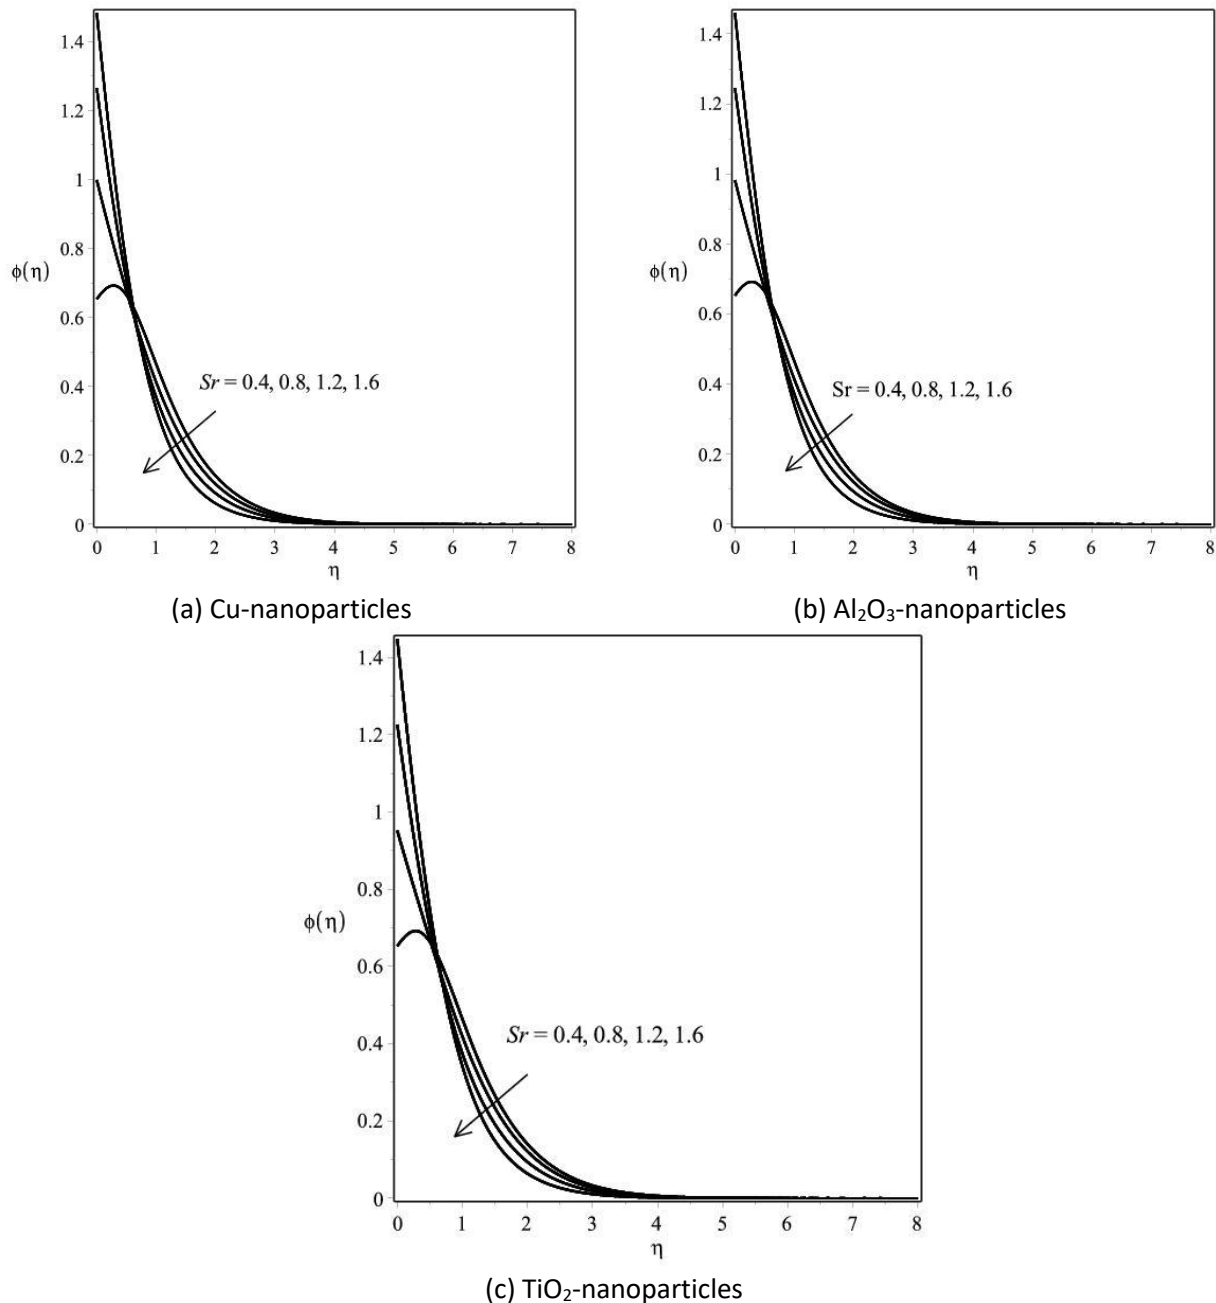 1.4
1.2
1
0.8
ϕ(η)
0.6
Sr = 0.4, 0.8, 1.2, 1.6
0.4
0.2
0
0 1 2 3 4 5 6 7 8
η
(a) Cu-nanoparticles
1.4
1.2
1
0.8
ϕ(η)
0.6
Sr = 0.4, 0.8, 1.2, 1.6
0.4
0.2
0
0 1 2 3 4 5 6 7 8
η
(b) Al₂O₃-nanoparticles
1.4
1.2
1
0.8
ϕ(η)
0.6
Sr = 0.4, 0.8, 1.2, 1.6
0.4
0.2
0
0 1 2 3 4 5 6 7 8
η
(c) TiO₂-nanoparticles